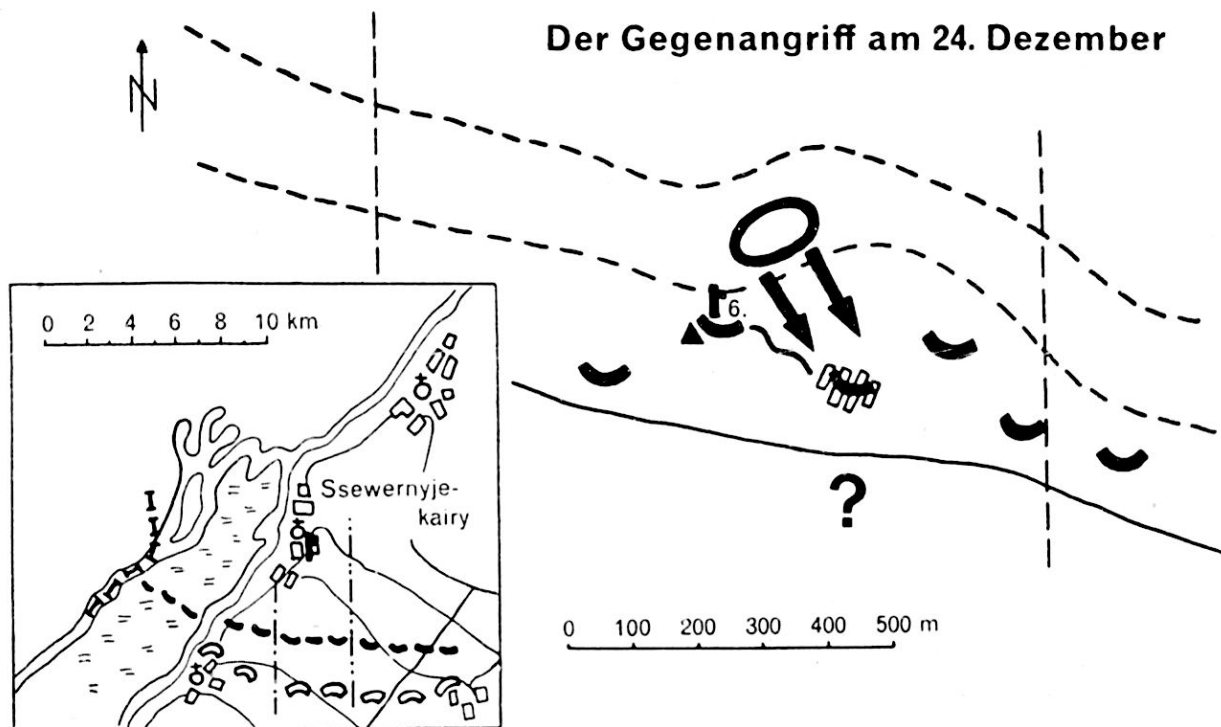 Der Gegenangriff am 24. Dezember
N
6.
0 2 4 6 8 10 km
Ssewernyje-
kairy
?
0 100 200 300 400 500 m